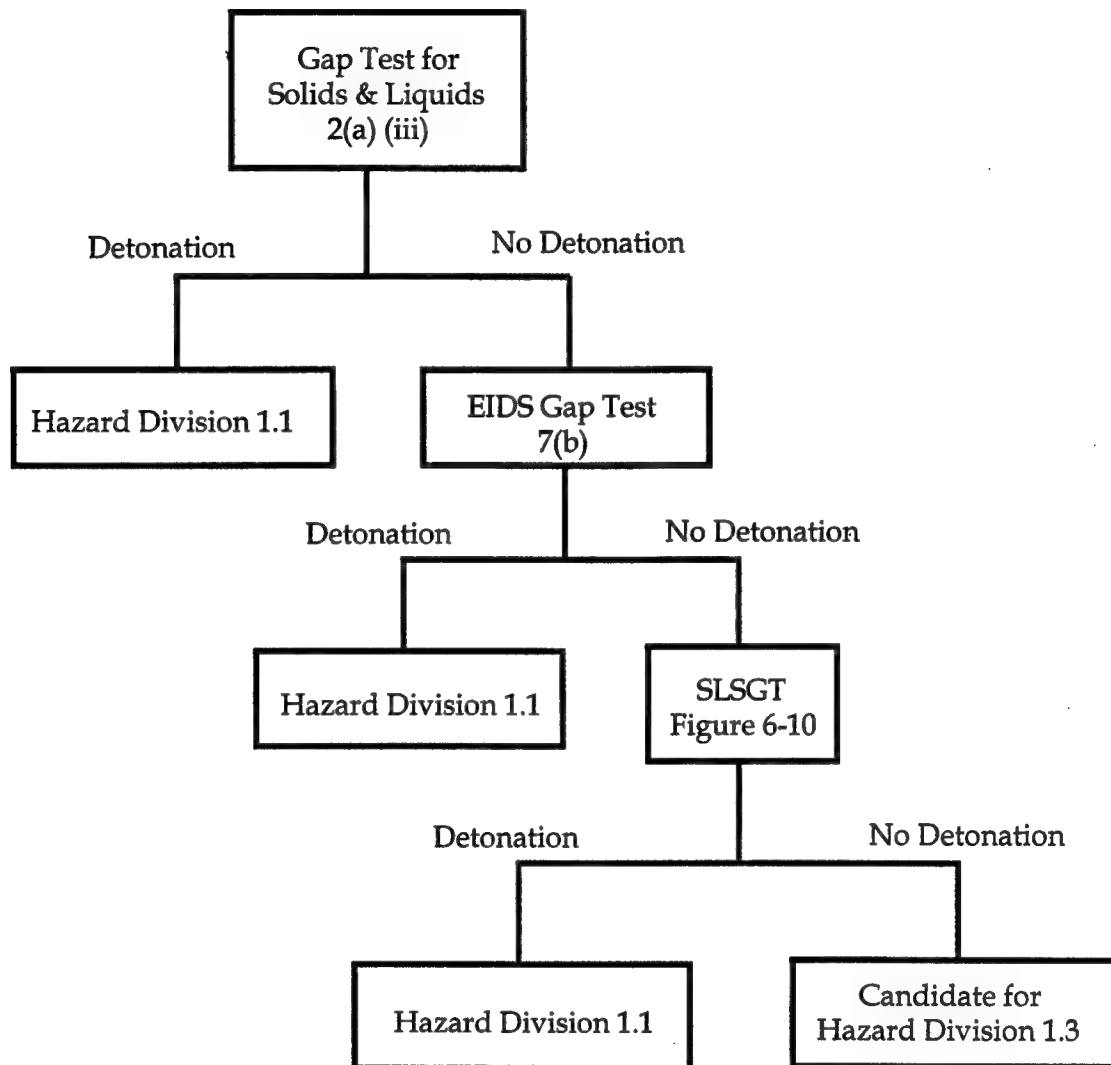 Gap Test for
Solids & Liquids
2(a) (iii)
Detonation
No Detonation
Hazard Division 1.1
EIDS Gap Test
7(b)
Detonation
No Detonation
Hazard Division 1.1
SLSGT
Figure 6-10
Detonation
No Detonation
Hazard Division 1.1
Candidate for
Hazard Division 1.3